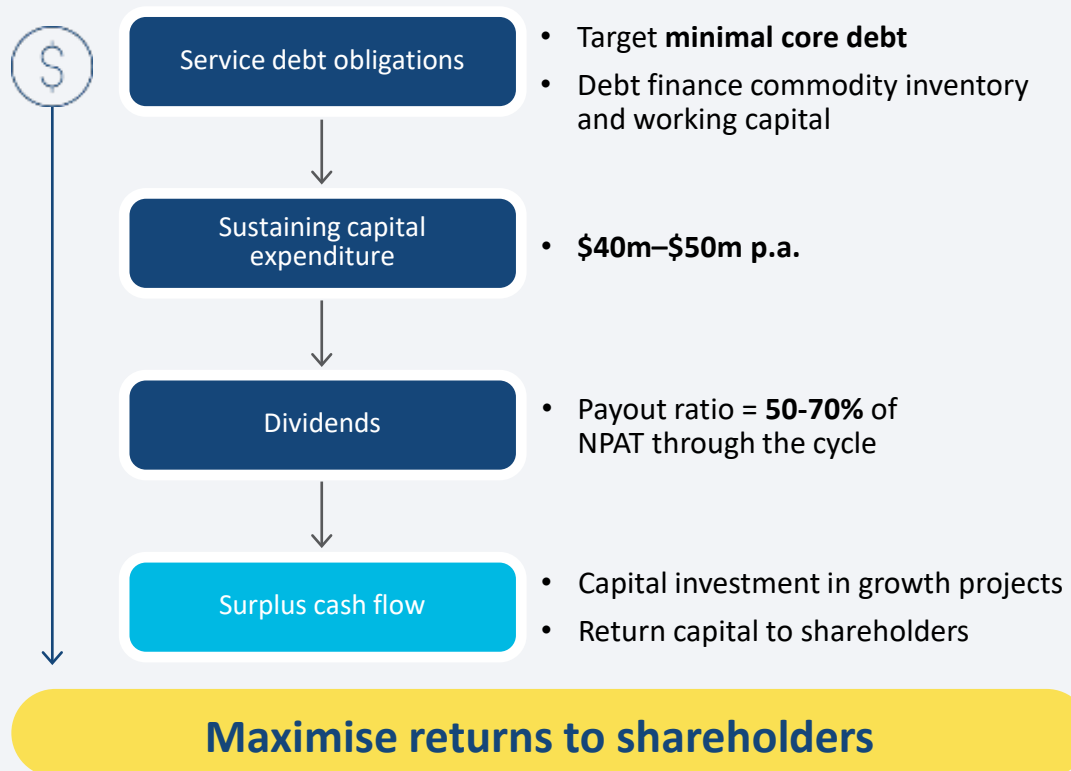 $
Service debt obligations
• Target minimal core debt
• Debt finance commodity inventory
and working capital
Sustaining capital
expenditure
• $40m–$50m p.a.
Dividends
• Payout ratio = 50-70% of
NPAT through the cycle
Surplus cash flow
• Capital investment in growth projects
• Return capital to shareholders
Maximise returns to shareholders